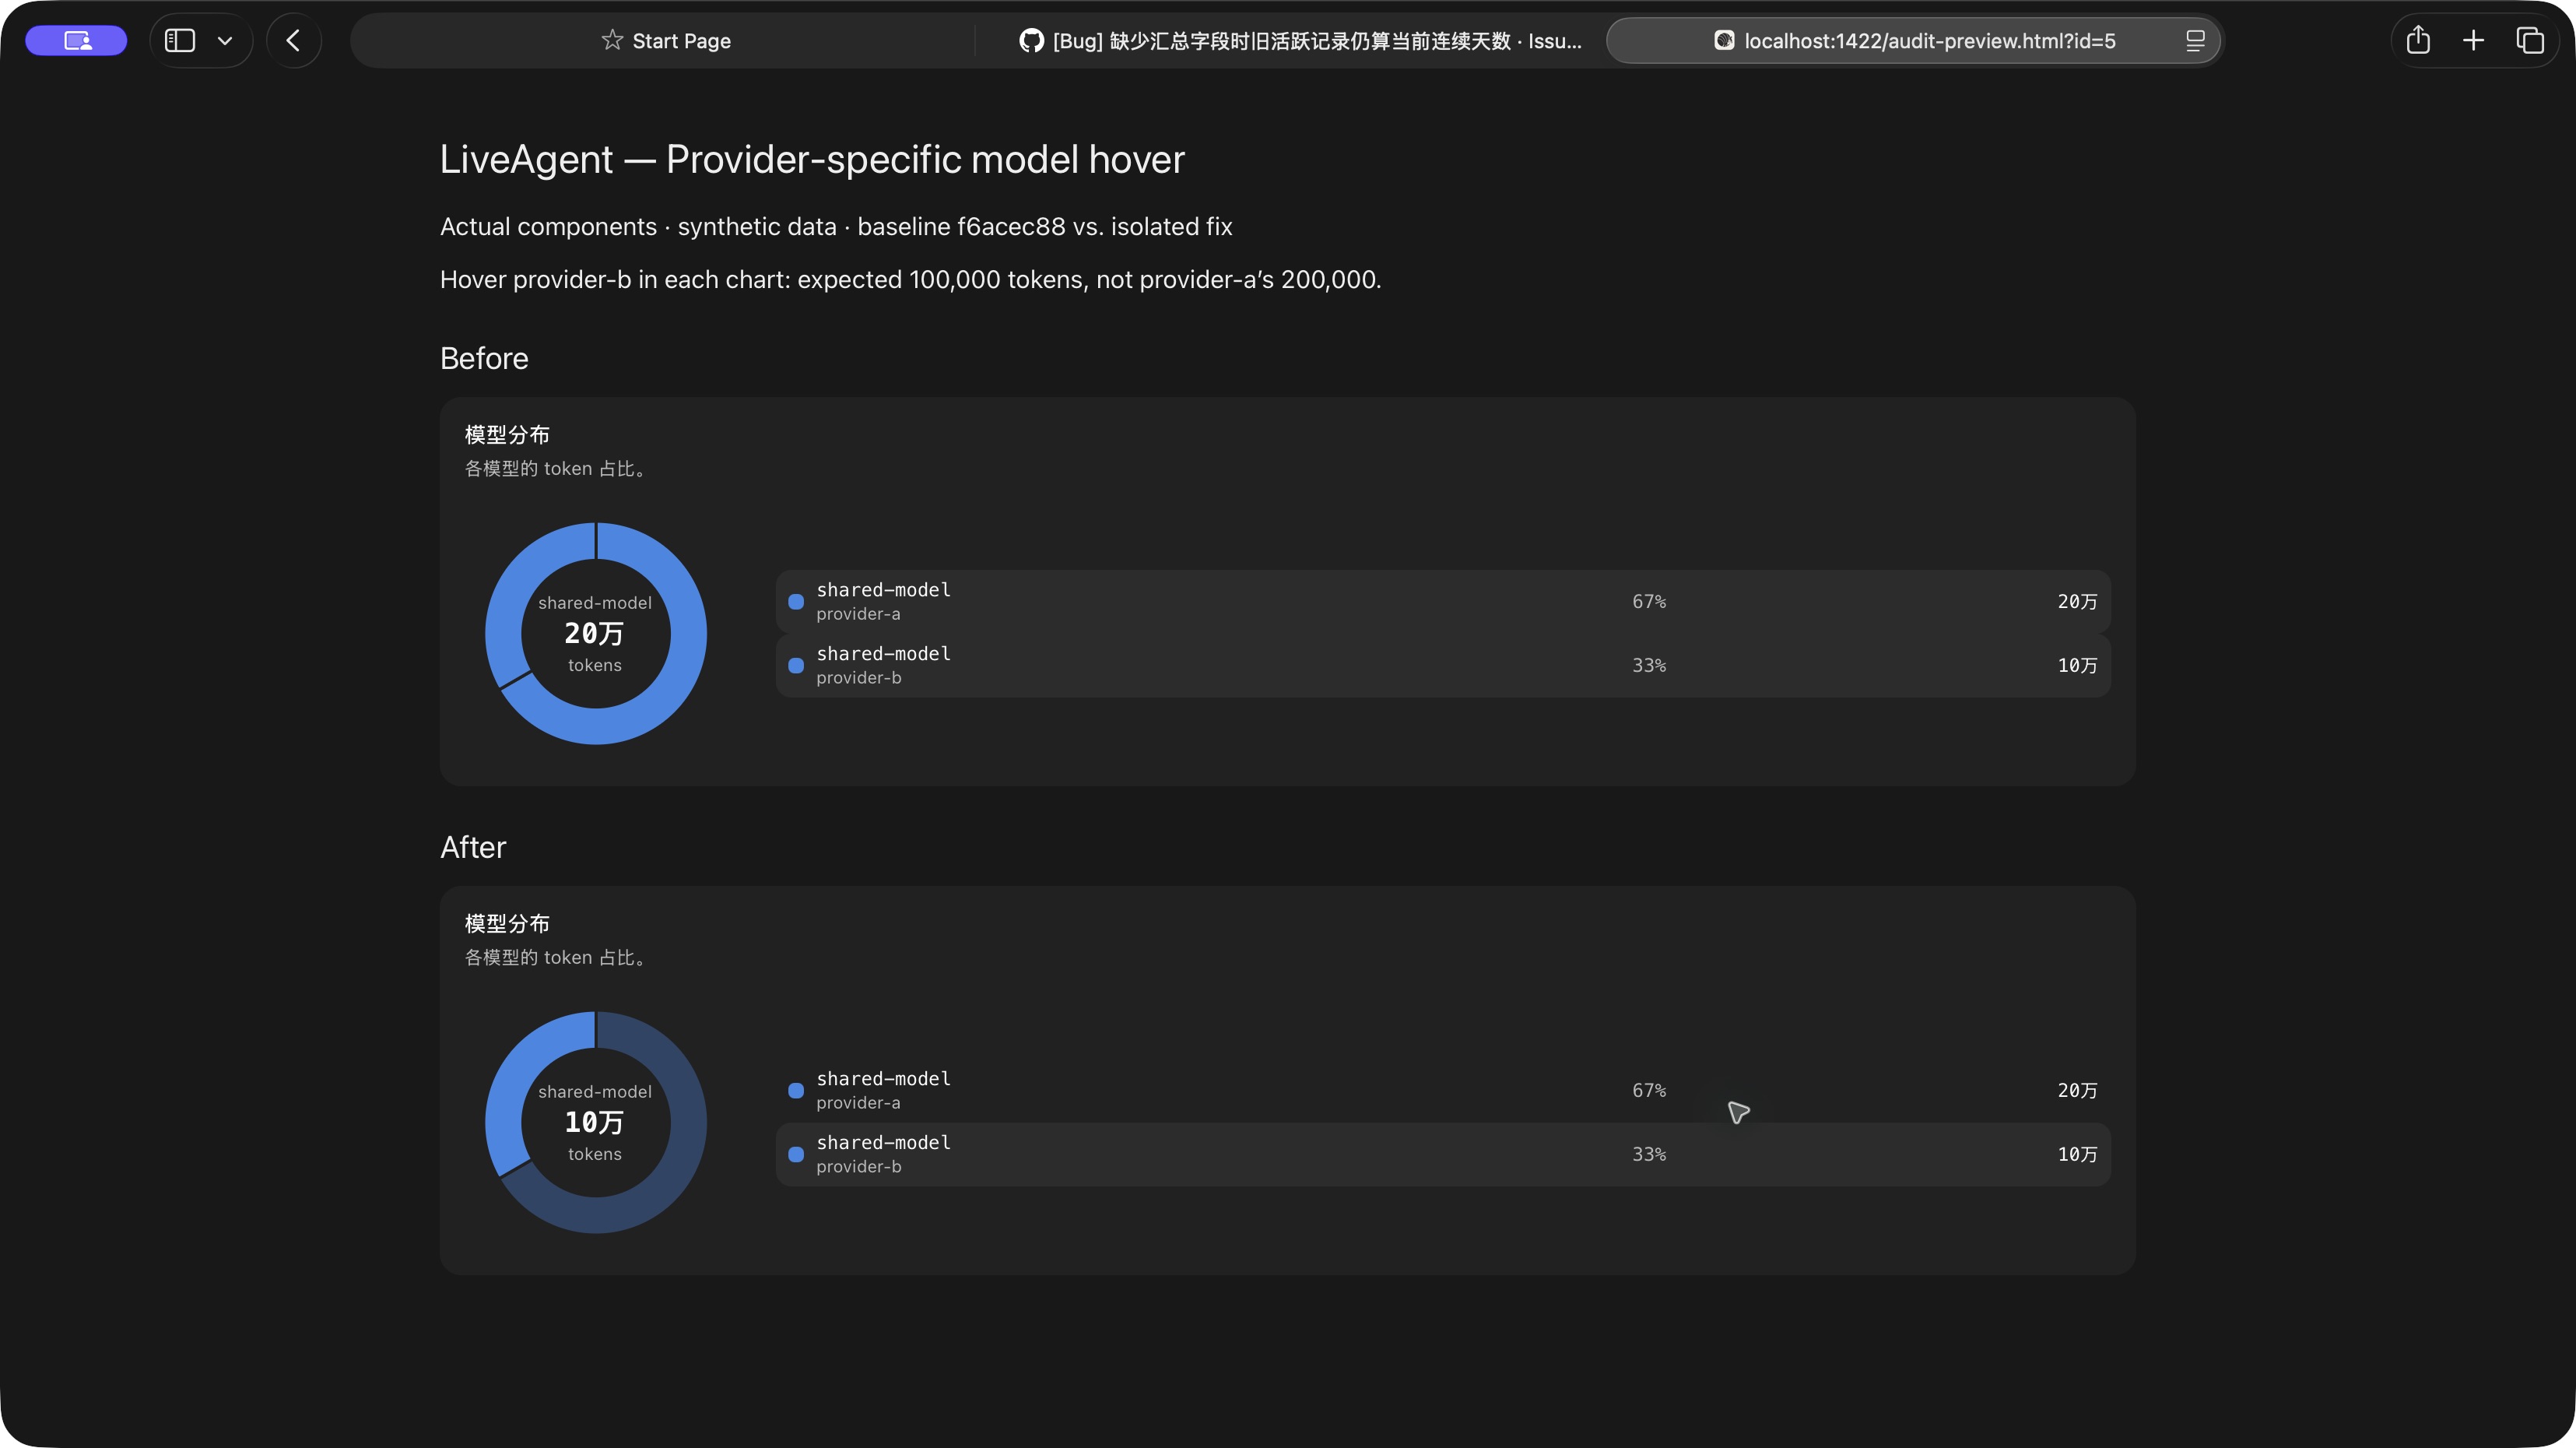 Start Page
[Bug] 缺少汇总字段时旧活跃记录仍算当前连续天数 · Issu...
localhost:1422/audit-preview.html?id=5
LiveAgent — Provider-specific model hover
Actual components · synthetic data · baseline f6acec88 vs. isolated fix
Hover provider-b in each chart: expected 100,000 tokens, not provider-a’s 200,000.
Before
模型分布
各模型的 token 占比。
shared-model
20万
tokens
shared-model
provider-a
67%
20万
shared-model
provider-b
33%
10万
After
模型分布
各模型的 token 占比。
shared-model
10万
tokens
shared-model
provider-a
67%
20万
shared-model
provider-b
33%
10万